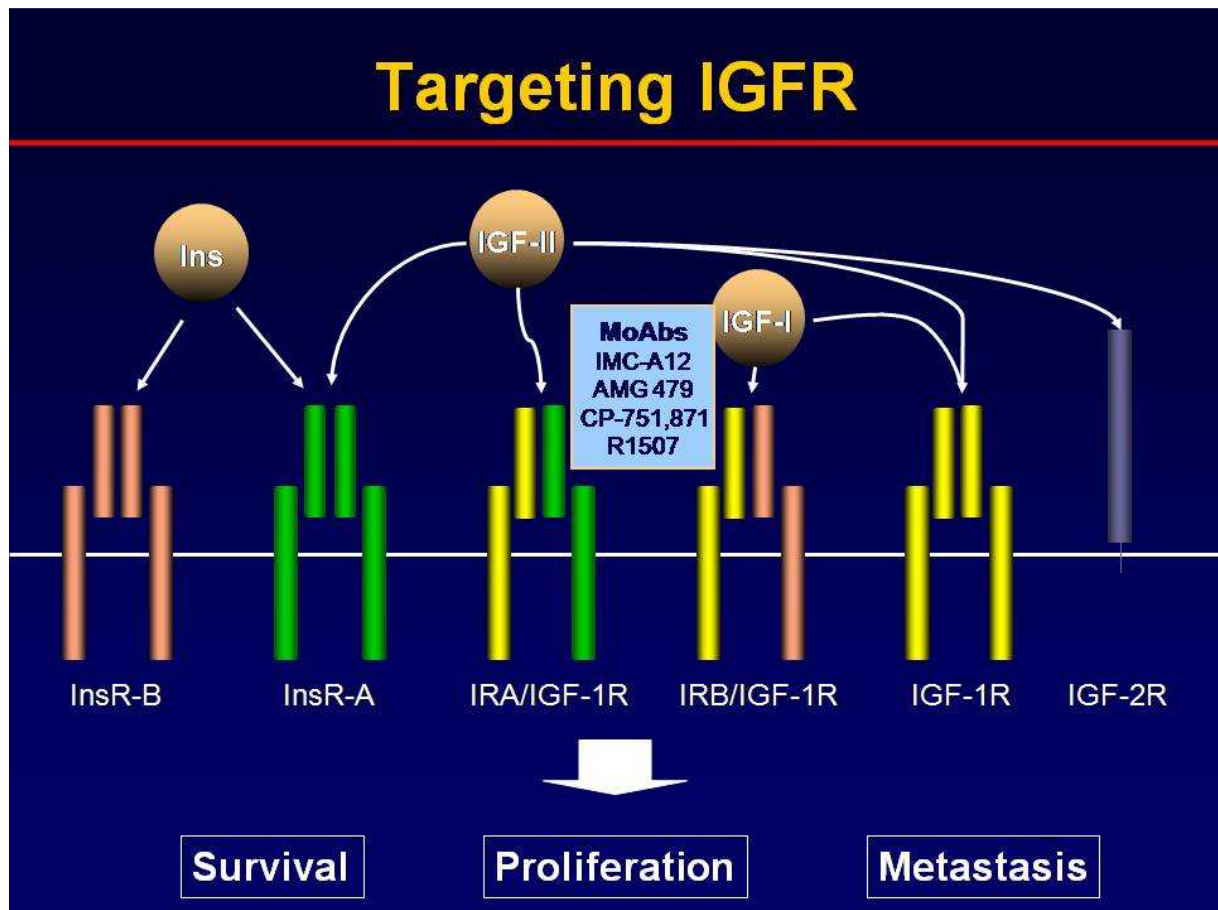 Targeting IGFR
Ins
IGF-II
IGF-I
MoAbs
IMC-A12
AMG 479
CP-751,871
R1507
InsR-B
InsR-A
IRA/IGF-1R
IRB/IGF-1R
IGF-1R
IGF-2R
Survival
Proliferation
Metastasis